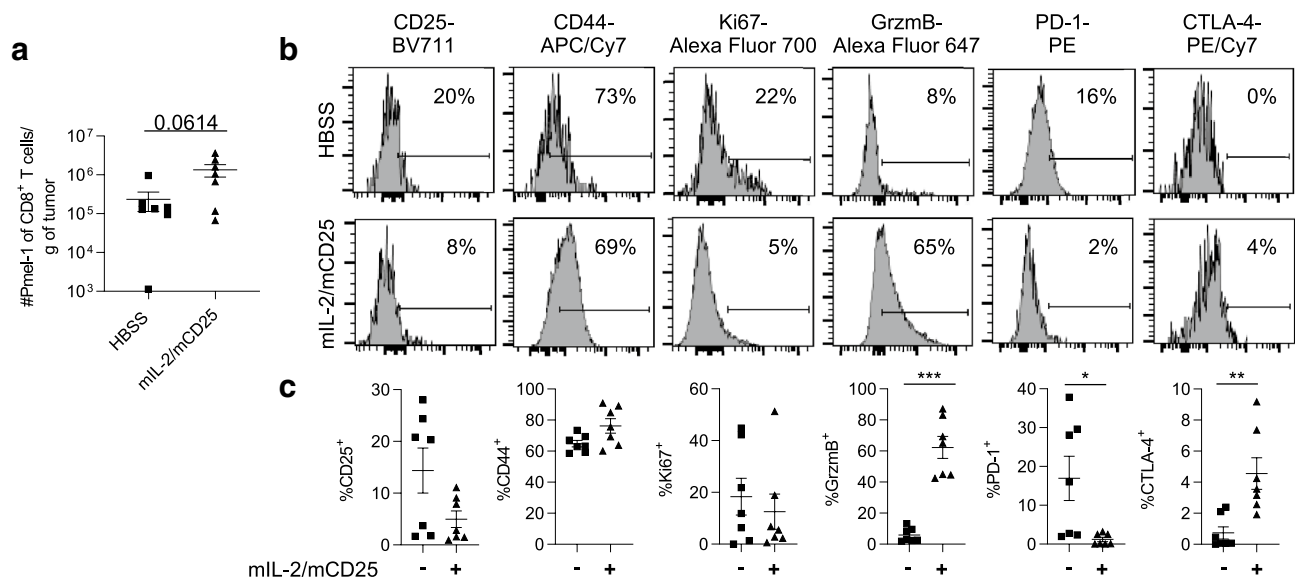 a
#Pmel-1 of CD8⁺ T cells/
g of tumor
10⁷
10⁶
10⁵
10⁴
10³
0.0614
HBSS
mIL-2/mCD25
b
CD25-
BV711
CD44-
APC/Cy7
Ki67-
Alexa Fluor 700
GrzmB-
Alexa Fluor 647
PD-1-
PE
CTLA-4-
PE/Cy7
HBSS
20%
73%
22%
8%
16%
0%
mIL-2/mCD25
8%
69%
5%
65%
2%
4%
c
%CD25⁺
30
20
10
0
%CD44⁺
100
80
60
40
20
0
%Ki67⁺
60
40
20
0
%GrzmB⁺
100
80
60
40
20
0
***
%PD-1⁺
40
30
20
10
0
*
%CTLA-4⁺
10
8
6
4
2
0
**
mIL-2/mCD25
- +
- +
- +
- +
- +
- +